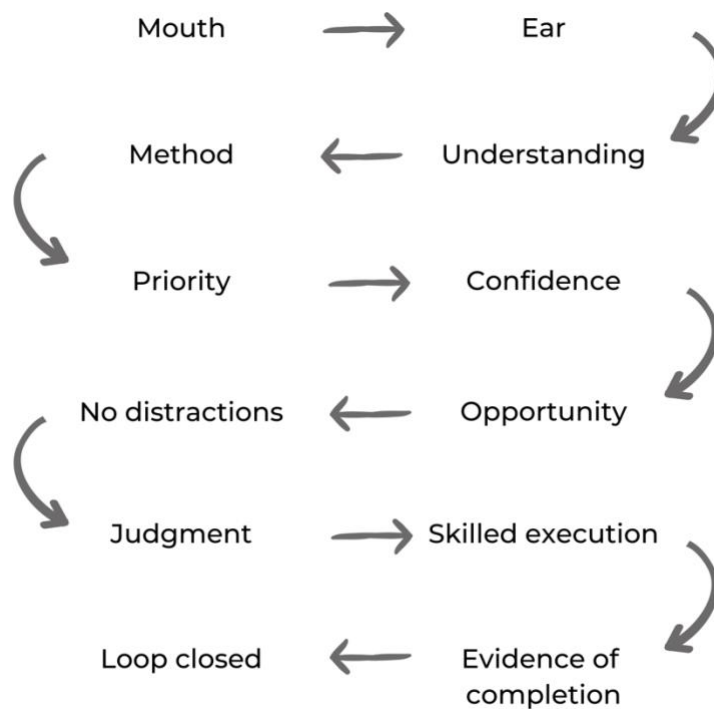 Mouth
Ear
Understanding
Method
Priority
Confidence
Opportunity
No distractions
Judgment
Skilled execution
Evidence of
completion
Loop closed